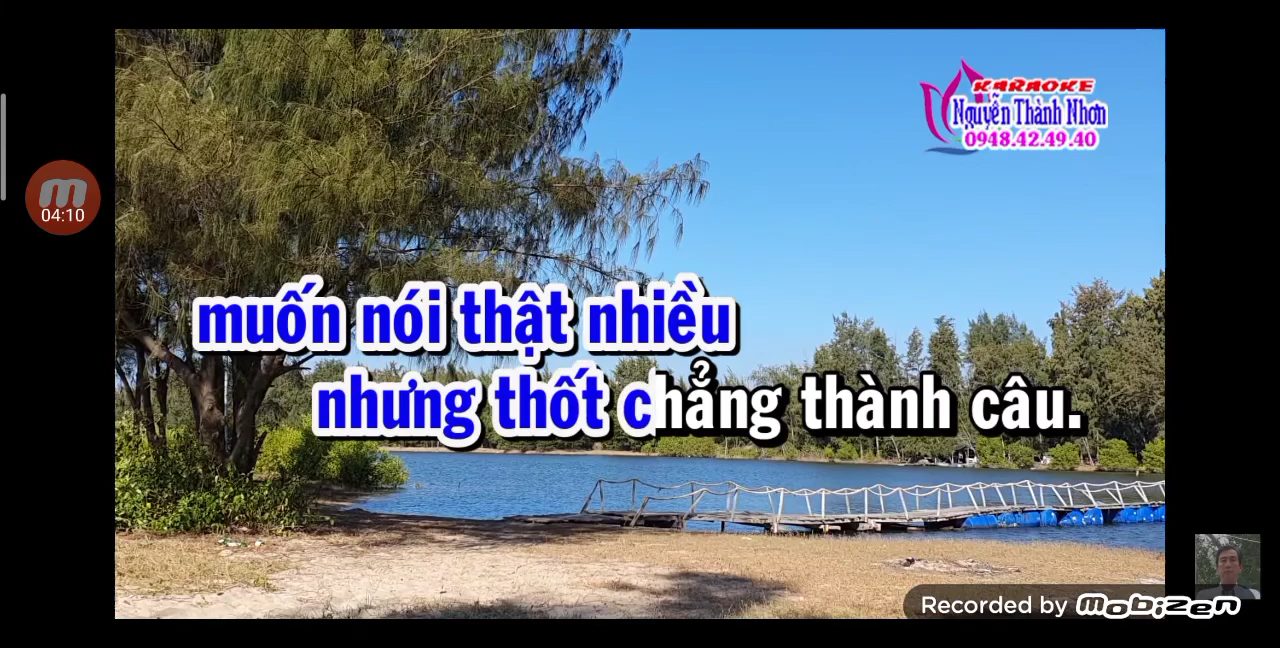 KARAOKE
Nguyễn Thành Nhơn
0948.42.49.40
04:10
muốn nói thật nhiều
nhưng thốt chẳng thành câu.
Recorded by mobizen